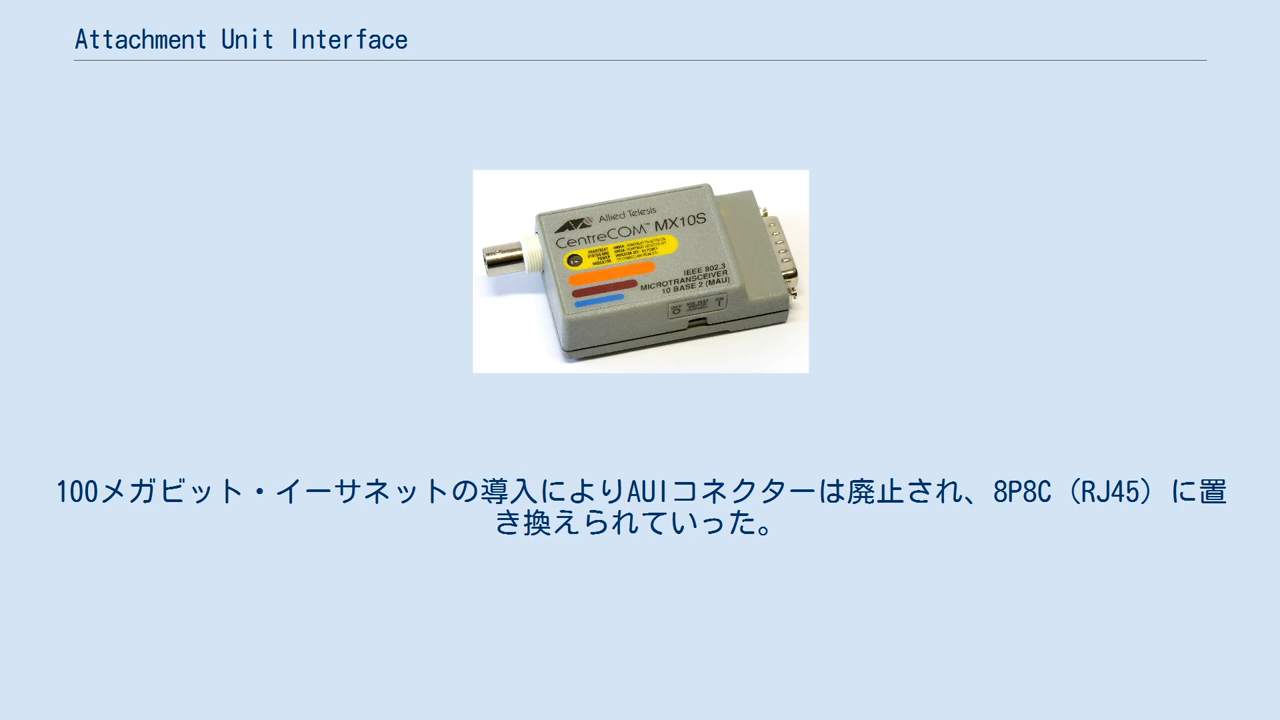 Attachment Unit Interface
Allied Telesis
CentreCOM™ MX10S
IEEE 802.3
MICROTRANSCEIVER
10 BASE 2 (MAU)
100メガビット・イーサネットの導入によりAUIコネクターは廃止され、8P8C（RJ45）に置
き換えられていった。